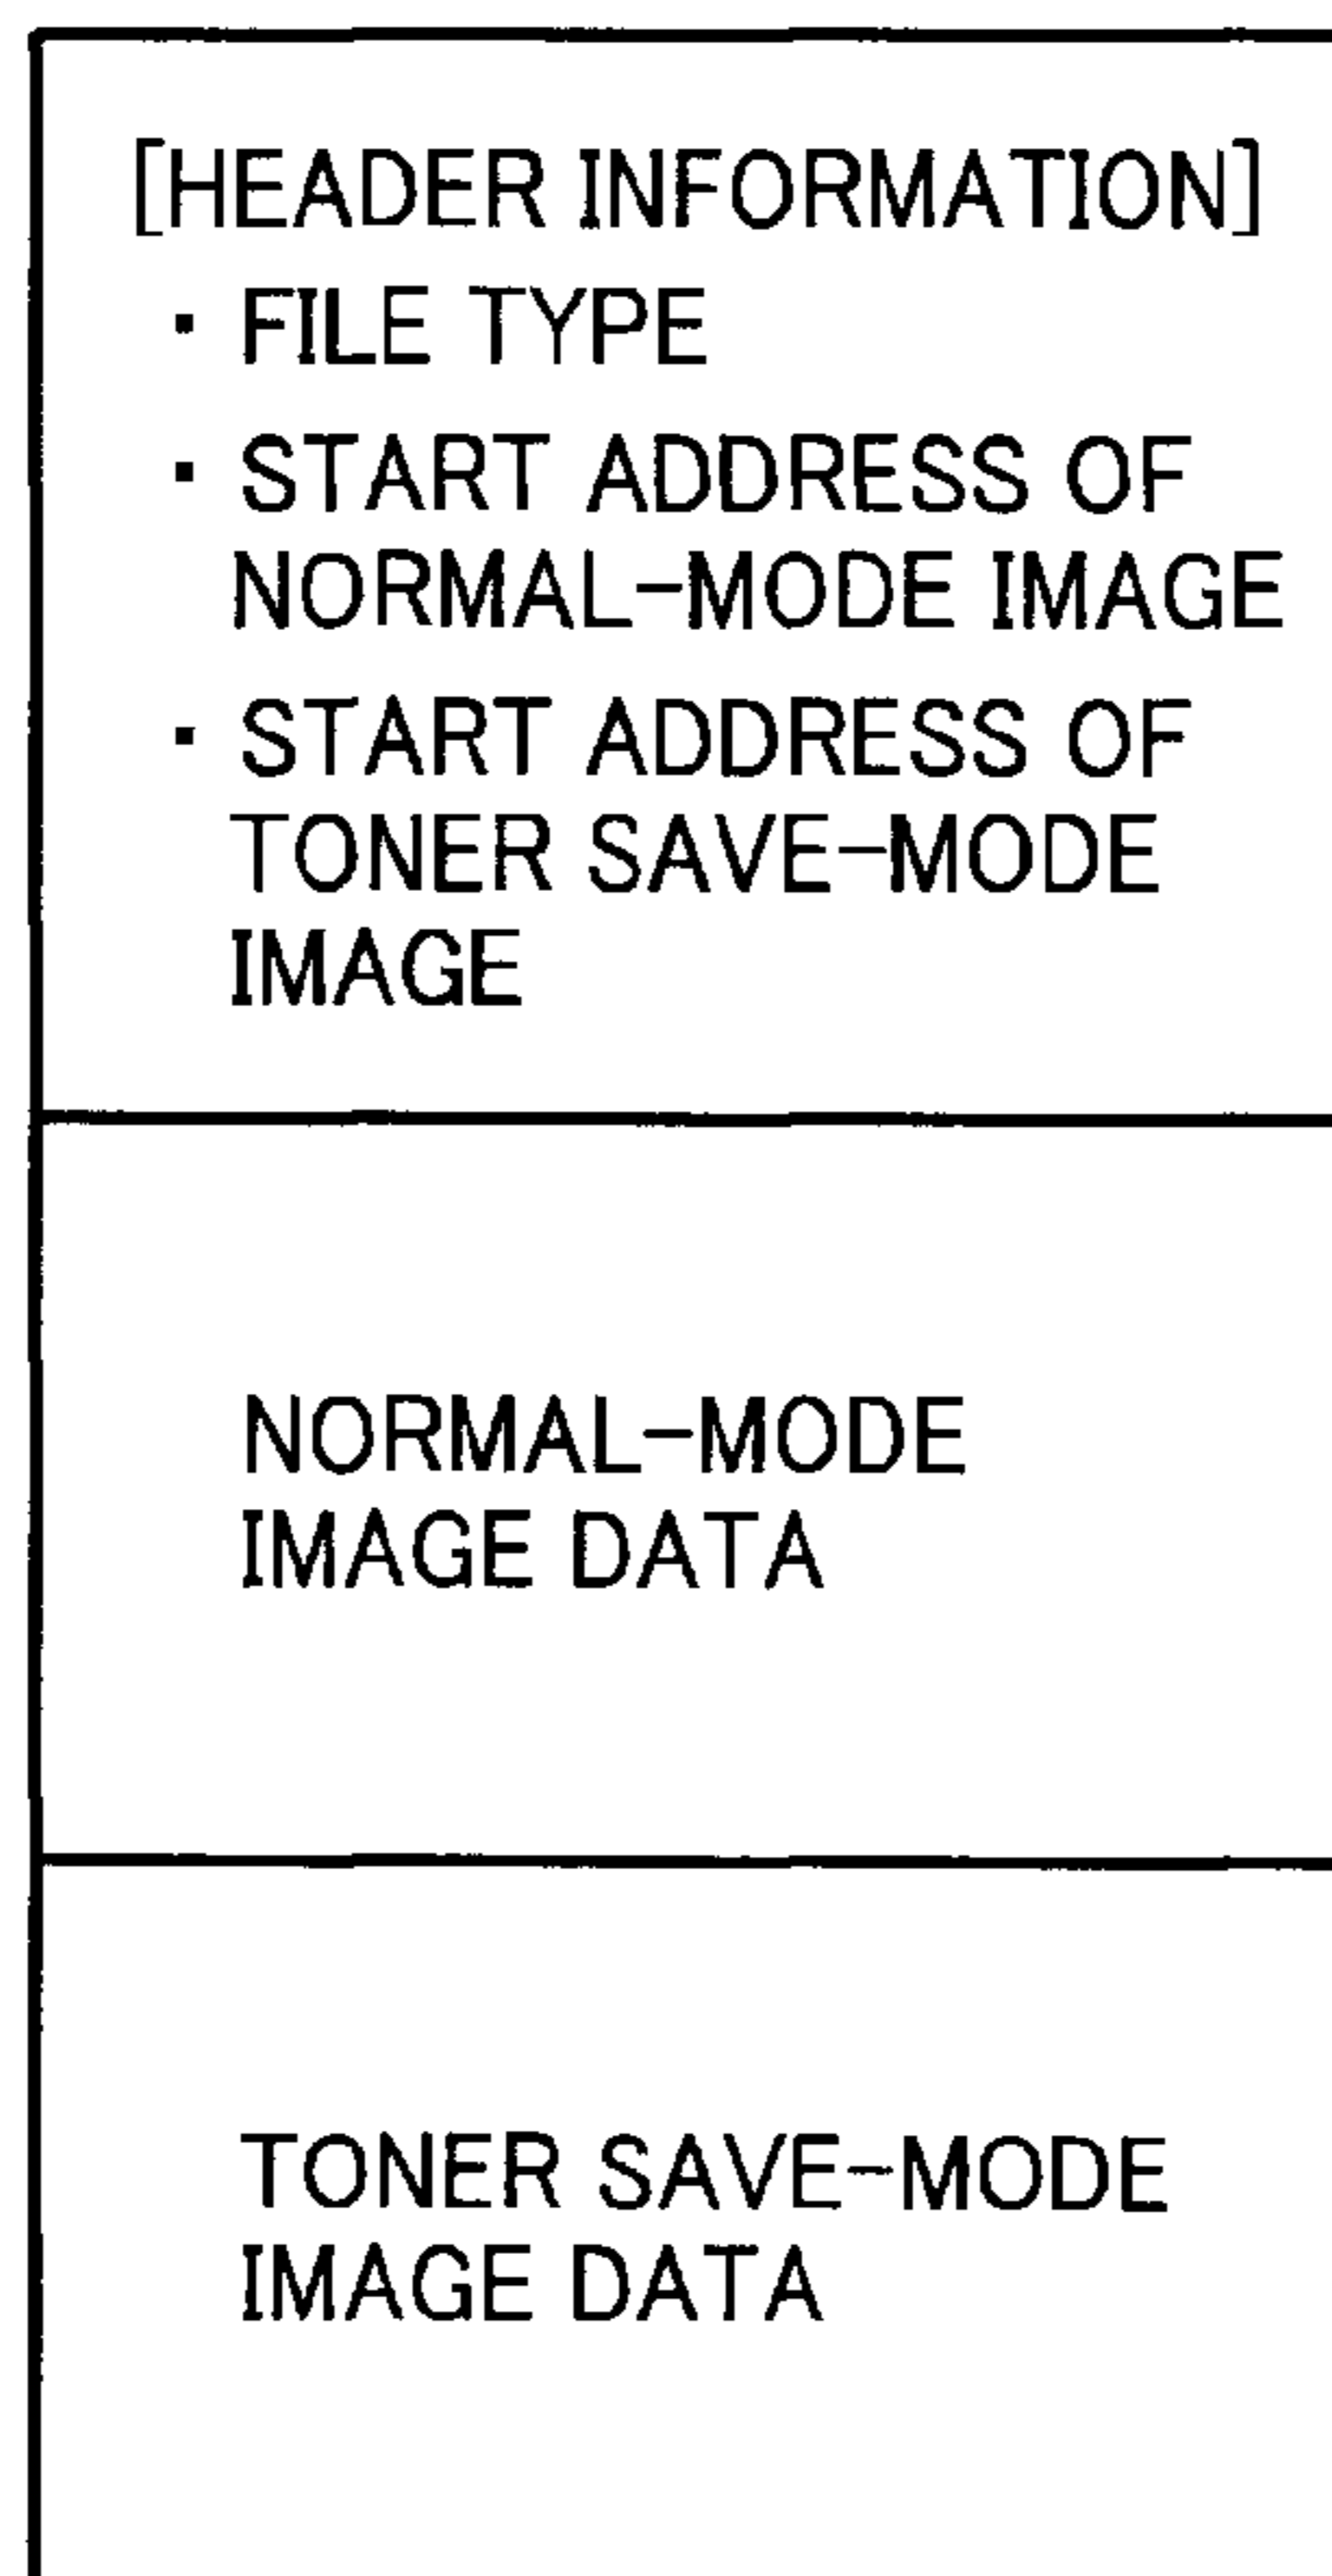 [HEADER INFORMATION]
・ FILE TYPE
・ START ADDRESS OF
NORMAL-MODE IMAGE
・ START ADDRESS OF
TONER SAVE-MODE
IMAGE
NORMAL-MODE
IMAGE DATA
TONER SAVE-MODE
IMAGE DATA